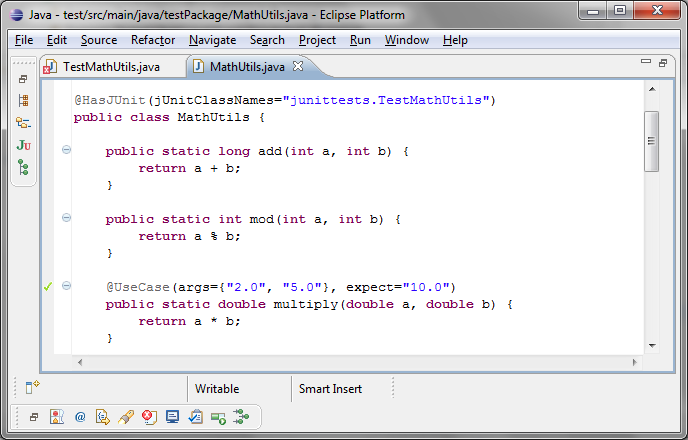 Java - test/src/main/java/testPackage/MathUtils.java - Eclipse Platform
File Edit Source Refactor Navigate Search Project Run Window Help
TestMathUtils.java MathUtils.java
@HasJUnit(jUnitClassNames="junittests.TestMathUtils")
public class MathUtils {
public static long add(int a, int b) {
return a + b;
}
public static int mod(int a, int b) {
return a % b;
}
@UseCase(args={"2.0", "5.0"}, expect="10.0")
public static double multiply(double a, double b) {
return a * b;
}
Writable Smart Insert